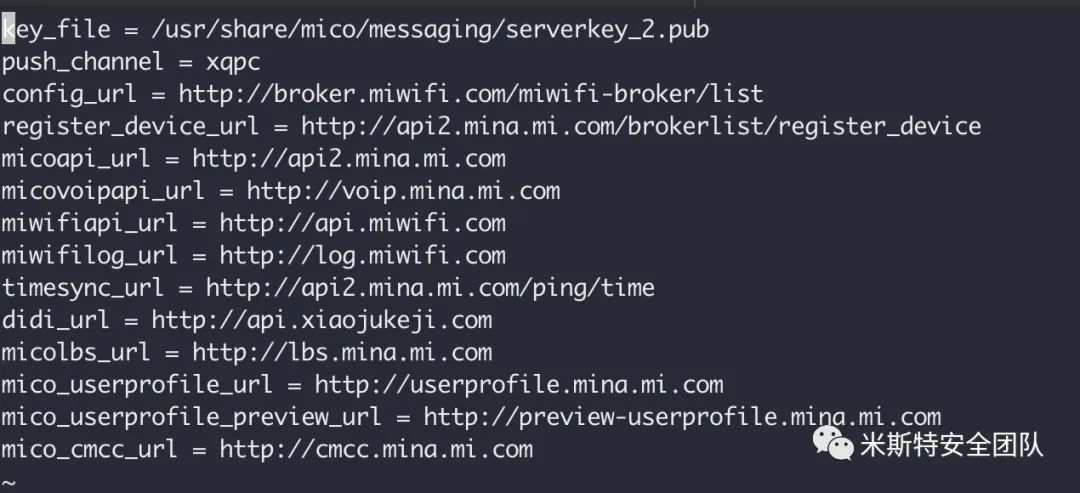 key_file = /usr/share/mico/messaging/serverkey_2.pub
push_channel = xqpc
config_url = http://broker.miwifi.com/miwifi-broker/list
register_device_url = http://api2.mina.mi.com/brokerlist/register_device
micoapi_url = http://api2.mina.mi.com
micovoipapi_url = http://voip.mina.mi.com
miwifiapi_url = http://api.miwifi.com
miwifilog_url = http://log.miwifi.com
timesync_url = http://api2.mina.mi.com/ping/time
didi_url = http://api.xiaojukeji.com
micolbs_url = http://lbs.mina.mi.com
mico_userprofile_url = http://userprofile.mina.mi.com
mico_userprofile_preview_url = http://preview-userprofile.mina.mi.com
mico_cmcc_url = http://cmcc.mina.mi.com
米斯特安全团队
~